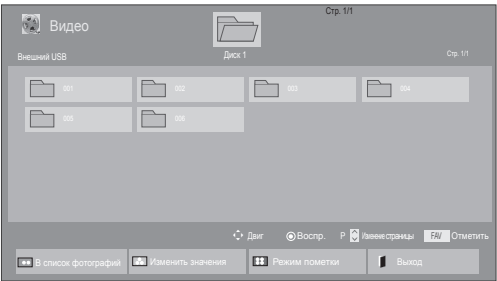 Стр. 1/1
Видео
Внешний USB
Диск 1
Стр. 1/1
001 002 003 004
005 006
Двиг Воспр. P Измение страницы FAV Отметить
В список фотографий Изменить значения Режим пометки Выход